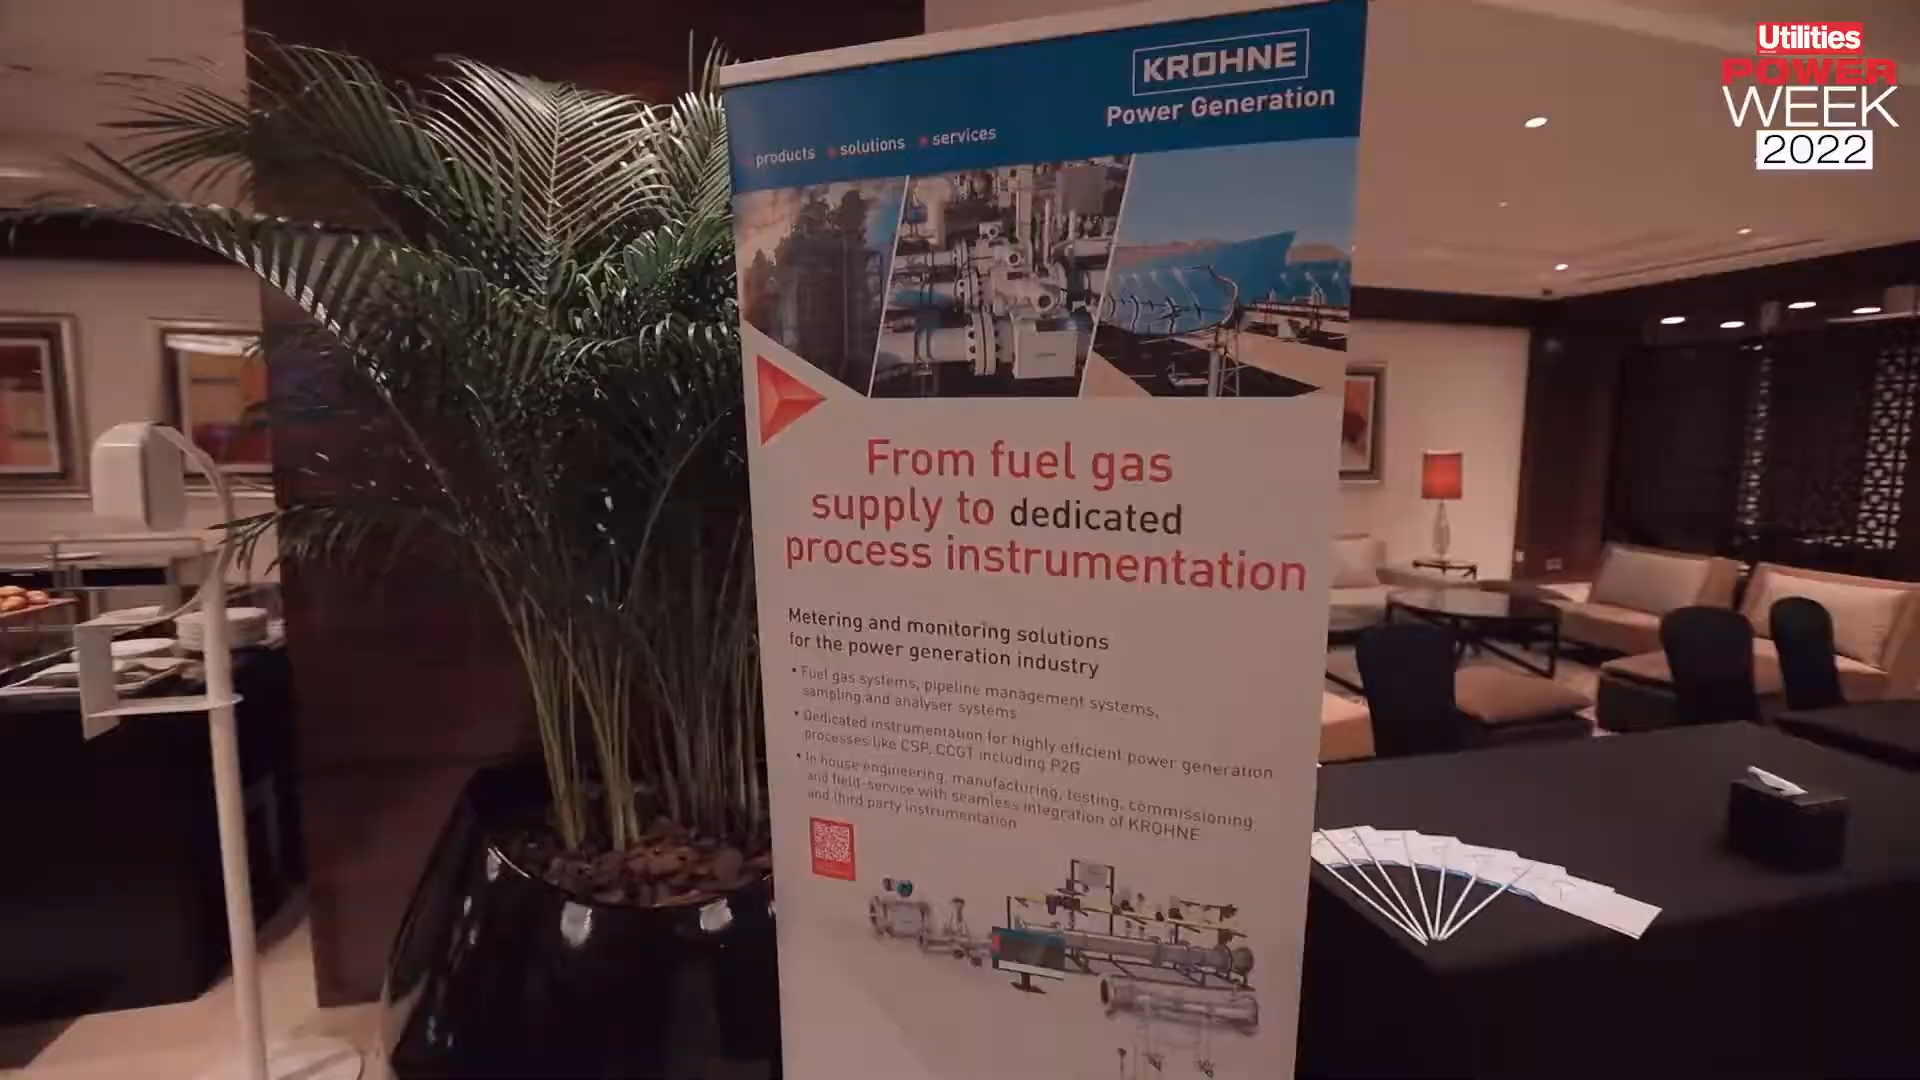 KROHNE
Power Generation
products solutions services
From fuel gas
supply to dedicated
process instrumentation
Metering and monitoring solutions
for the power generation industry
• Fuel gas systems, pipeline management systems,
sampling and analyser systems
• Dedicated instrumentation for highly efficient power generation
processes like CSP, CCGT including P2G
• In house engineering, manufacturing, testing, commissioning
and field-service with seamless integration of KROHNE
and third party instrumentation
Utilities
POWER
WEEK
2022